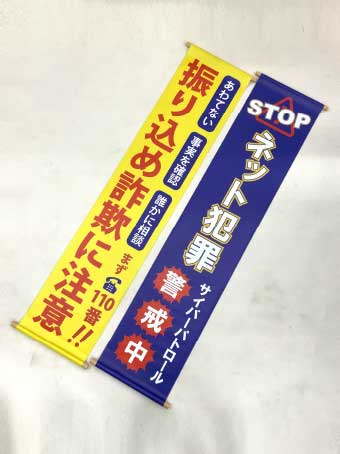 あわてない
事実を確認
誰かに相談
振り込め詐欺に注意!!
まず
110番
STOP
ネット犯罪
サイバーパトロール
警戒中